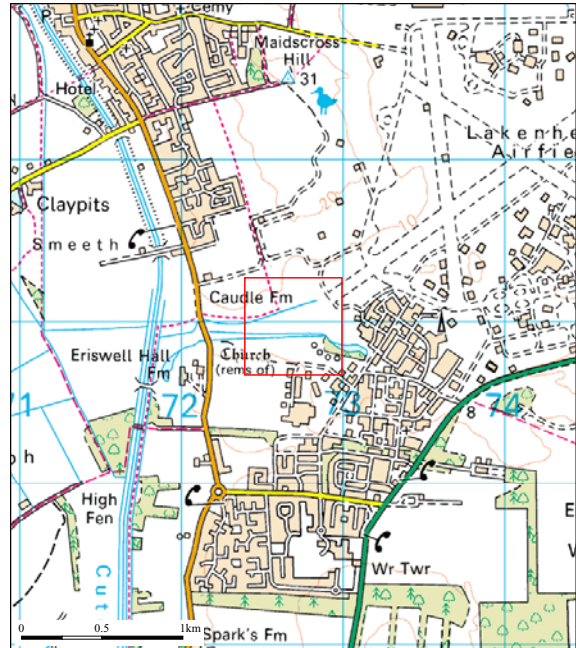 P
Cemy
Maidscross
Hill
31
Hotel
Lakenhe
Airfie
Claypits
Smeeth
Caudle Fm
Eriswell Hall
Fm
Church
(rems of)
71
72
73
74
8
h
High
Fen
E
W
Wr Twr
Cut
Spark's Fm
0 0.5 1km